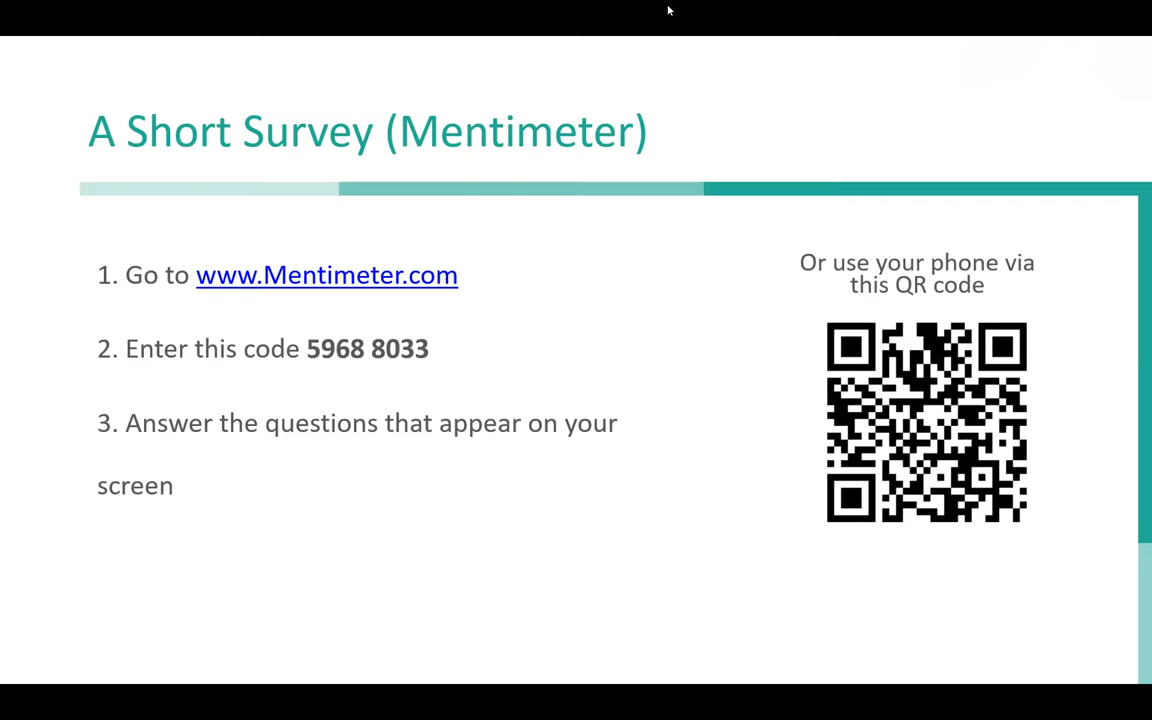 A Short Survey (Mentimeter)
1. Go to www.Mentimeter.com
2. Enter this code 5968 8033
3. Answer the questions that appear on your
screen
Or use your phone via
this QR code